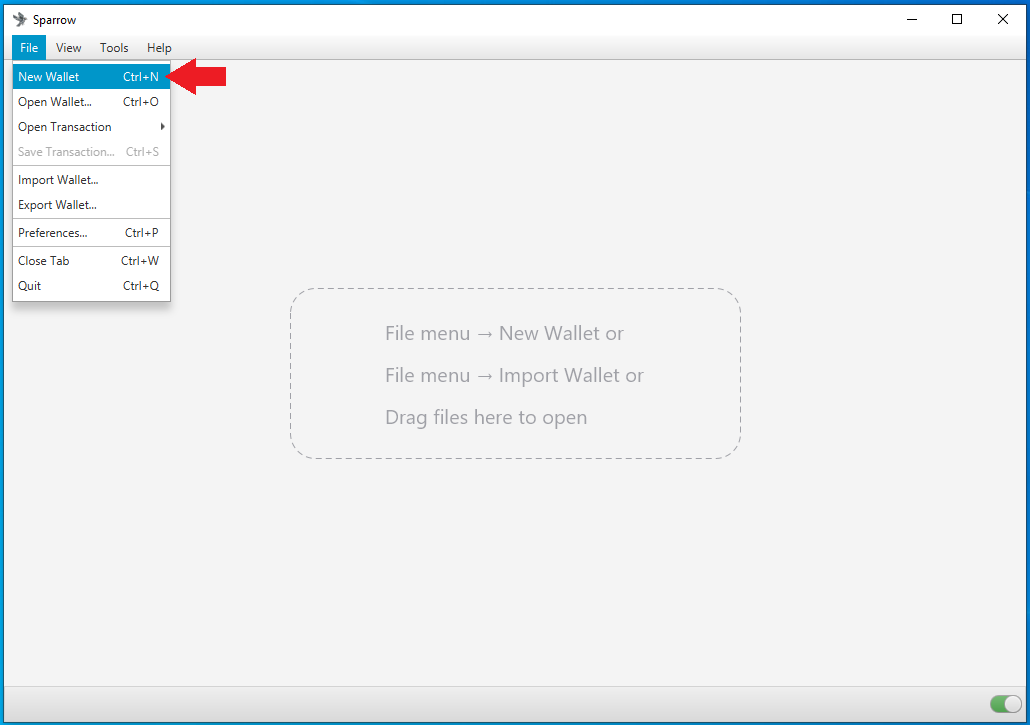 Sparrow
File View Tools Help
New Wallet Ctrl+N
Open Wallet... Ctrl+O
Open Transaction
Save Transaction... Ctrl+S
Import Wallet...
Export Wallet...
Preferences... Ctrl+P
Close Tab Ctrl+W
Quit Ctrl+Q
File menu → New Wallet or
File menu → Import Wallet or
Drag files here to open